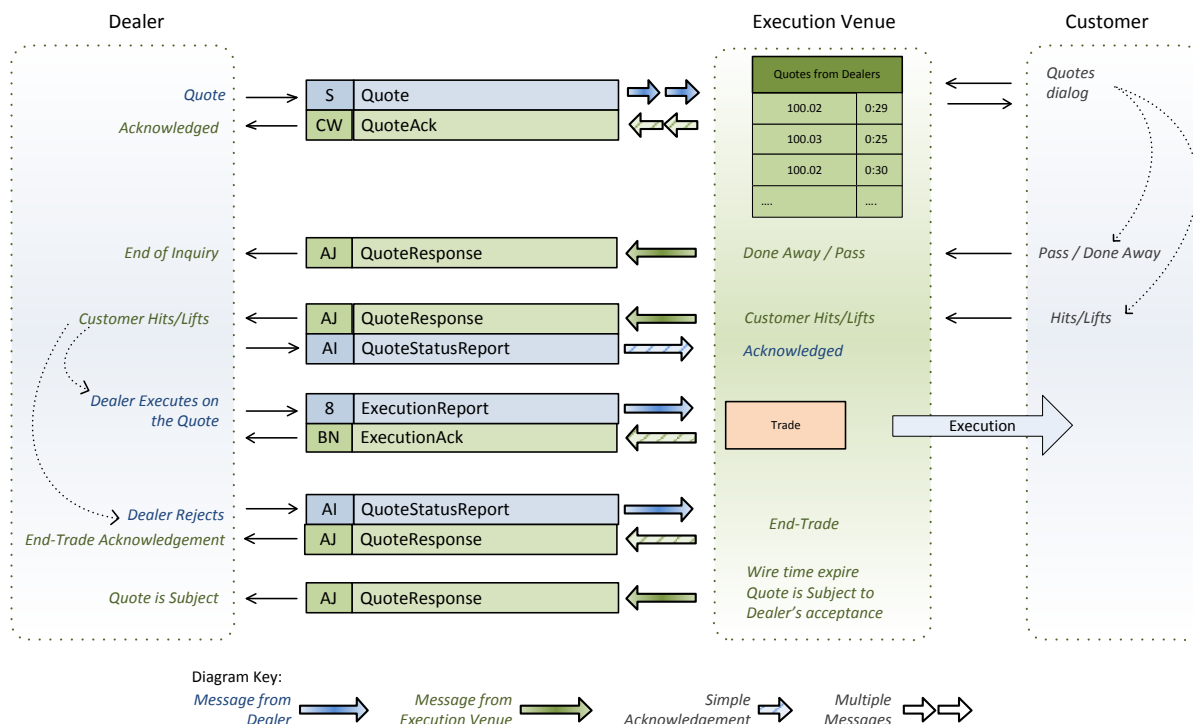 Dealer
Execution Venue
Customer
Quotes from Dealers
Quote
S Quote
100.02 0:29
Quotes
dialog
Acknowledged
CW QuoteAck
100.03 0:25
100.02 0:30
.... ....
End of Inquiry
AJ QuoteResponse
Done Away / Pass
Pass / Done Away
Customer Hits/Lifts
AJ QuoteResponse
Customer Hits/Lifts
Hits/Lifts
AI QuoteStatusReport
Acknowledged
Dealer Executes on
the Quote
8 ExecutionReport
BN ExecutionAck
Trade
Execution
Dealer Rejects
AI QuoteStatusReport
End-Trade
End-Trade Acknowledgement
AJ QuoteResponse
Quote is Subject
AJ QuoteResponse
Wire time expire
Quote is Subject to
Dealer's acceptance
Diagram Key:
Message from
Dealer
Message from
Execution Venue
Simple
Acknowledgement
Multiple
Messages